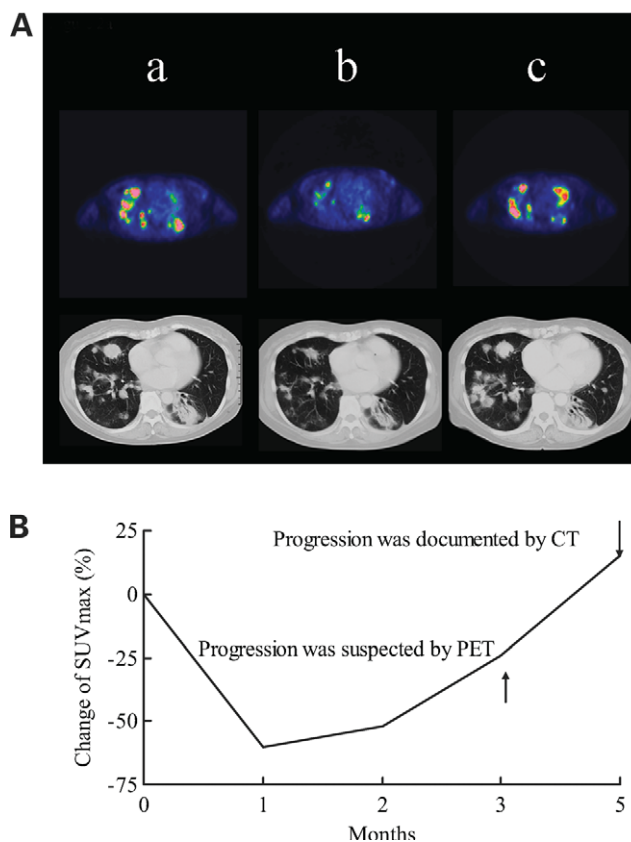 A
a b c
B
Change of SUVmax (%)
25
0
-25
-50
-75
Progression was documented by CT
Progression was suspected by PET
0 1 2 3 5
Months